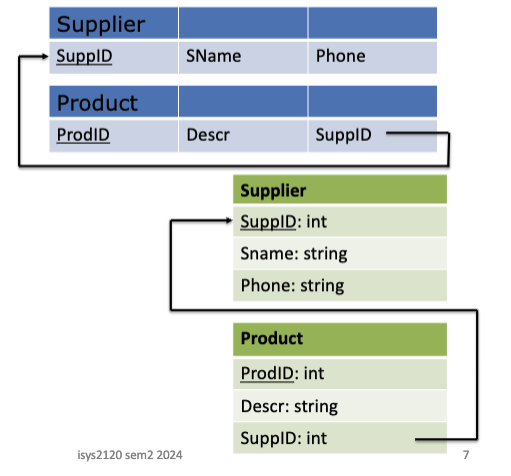 Supplier
SuppID SName Phone
Product
ProdID Descr SuppID
Supplier
SuppID: int
Sname: string
Phone: string
Product
ProdID: int
Descr: string
SuppID: int
isys2120 sem2 2024 7